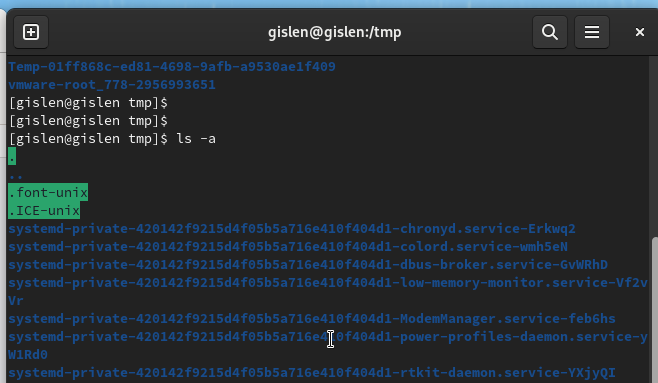 gislen@gislen:/tmp
Temp-01ff868c-ed81-4698-9afb-a9530ae1f409
vmware-root_778-2956993651
[gislen@gislen tmp]$
[gislen@gislen tmp]$
[gislen@gislen tmp]$ ls -a
.
..
.font-unix
.ICE-unix
systemd-private-420142f9215d4f05b5a716e410f404d1-chronyd.service-Erkwq2
systemd-private-420142f9215d4f05b5a716e410f404d1-colord.service-wmh5eN
systemd-private-420142f9215d4f05b5a716e410f404d1-dbus-broker.service-GvWRhD
systemd-private-420142f9215d4f05b5a716e410f404d1-low-memory-monitor.service-Vf2v
Vr
systemd-private-420142f9215d4f05b5a716e410f404d1-ModemManager.service-feb6hs
systemd-private-420142f9215d4f05b5a716e410f404d1-power-profiles-daemon.service-y
W1Rd0
systemd-private-420142f9215d4f05b5a716e410f404d1-rtkit-daemon.service-YXjyQI